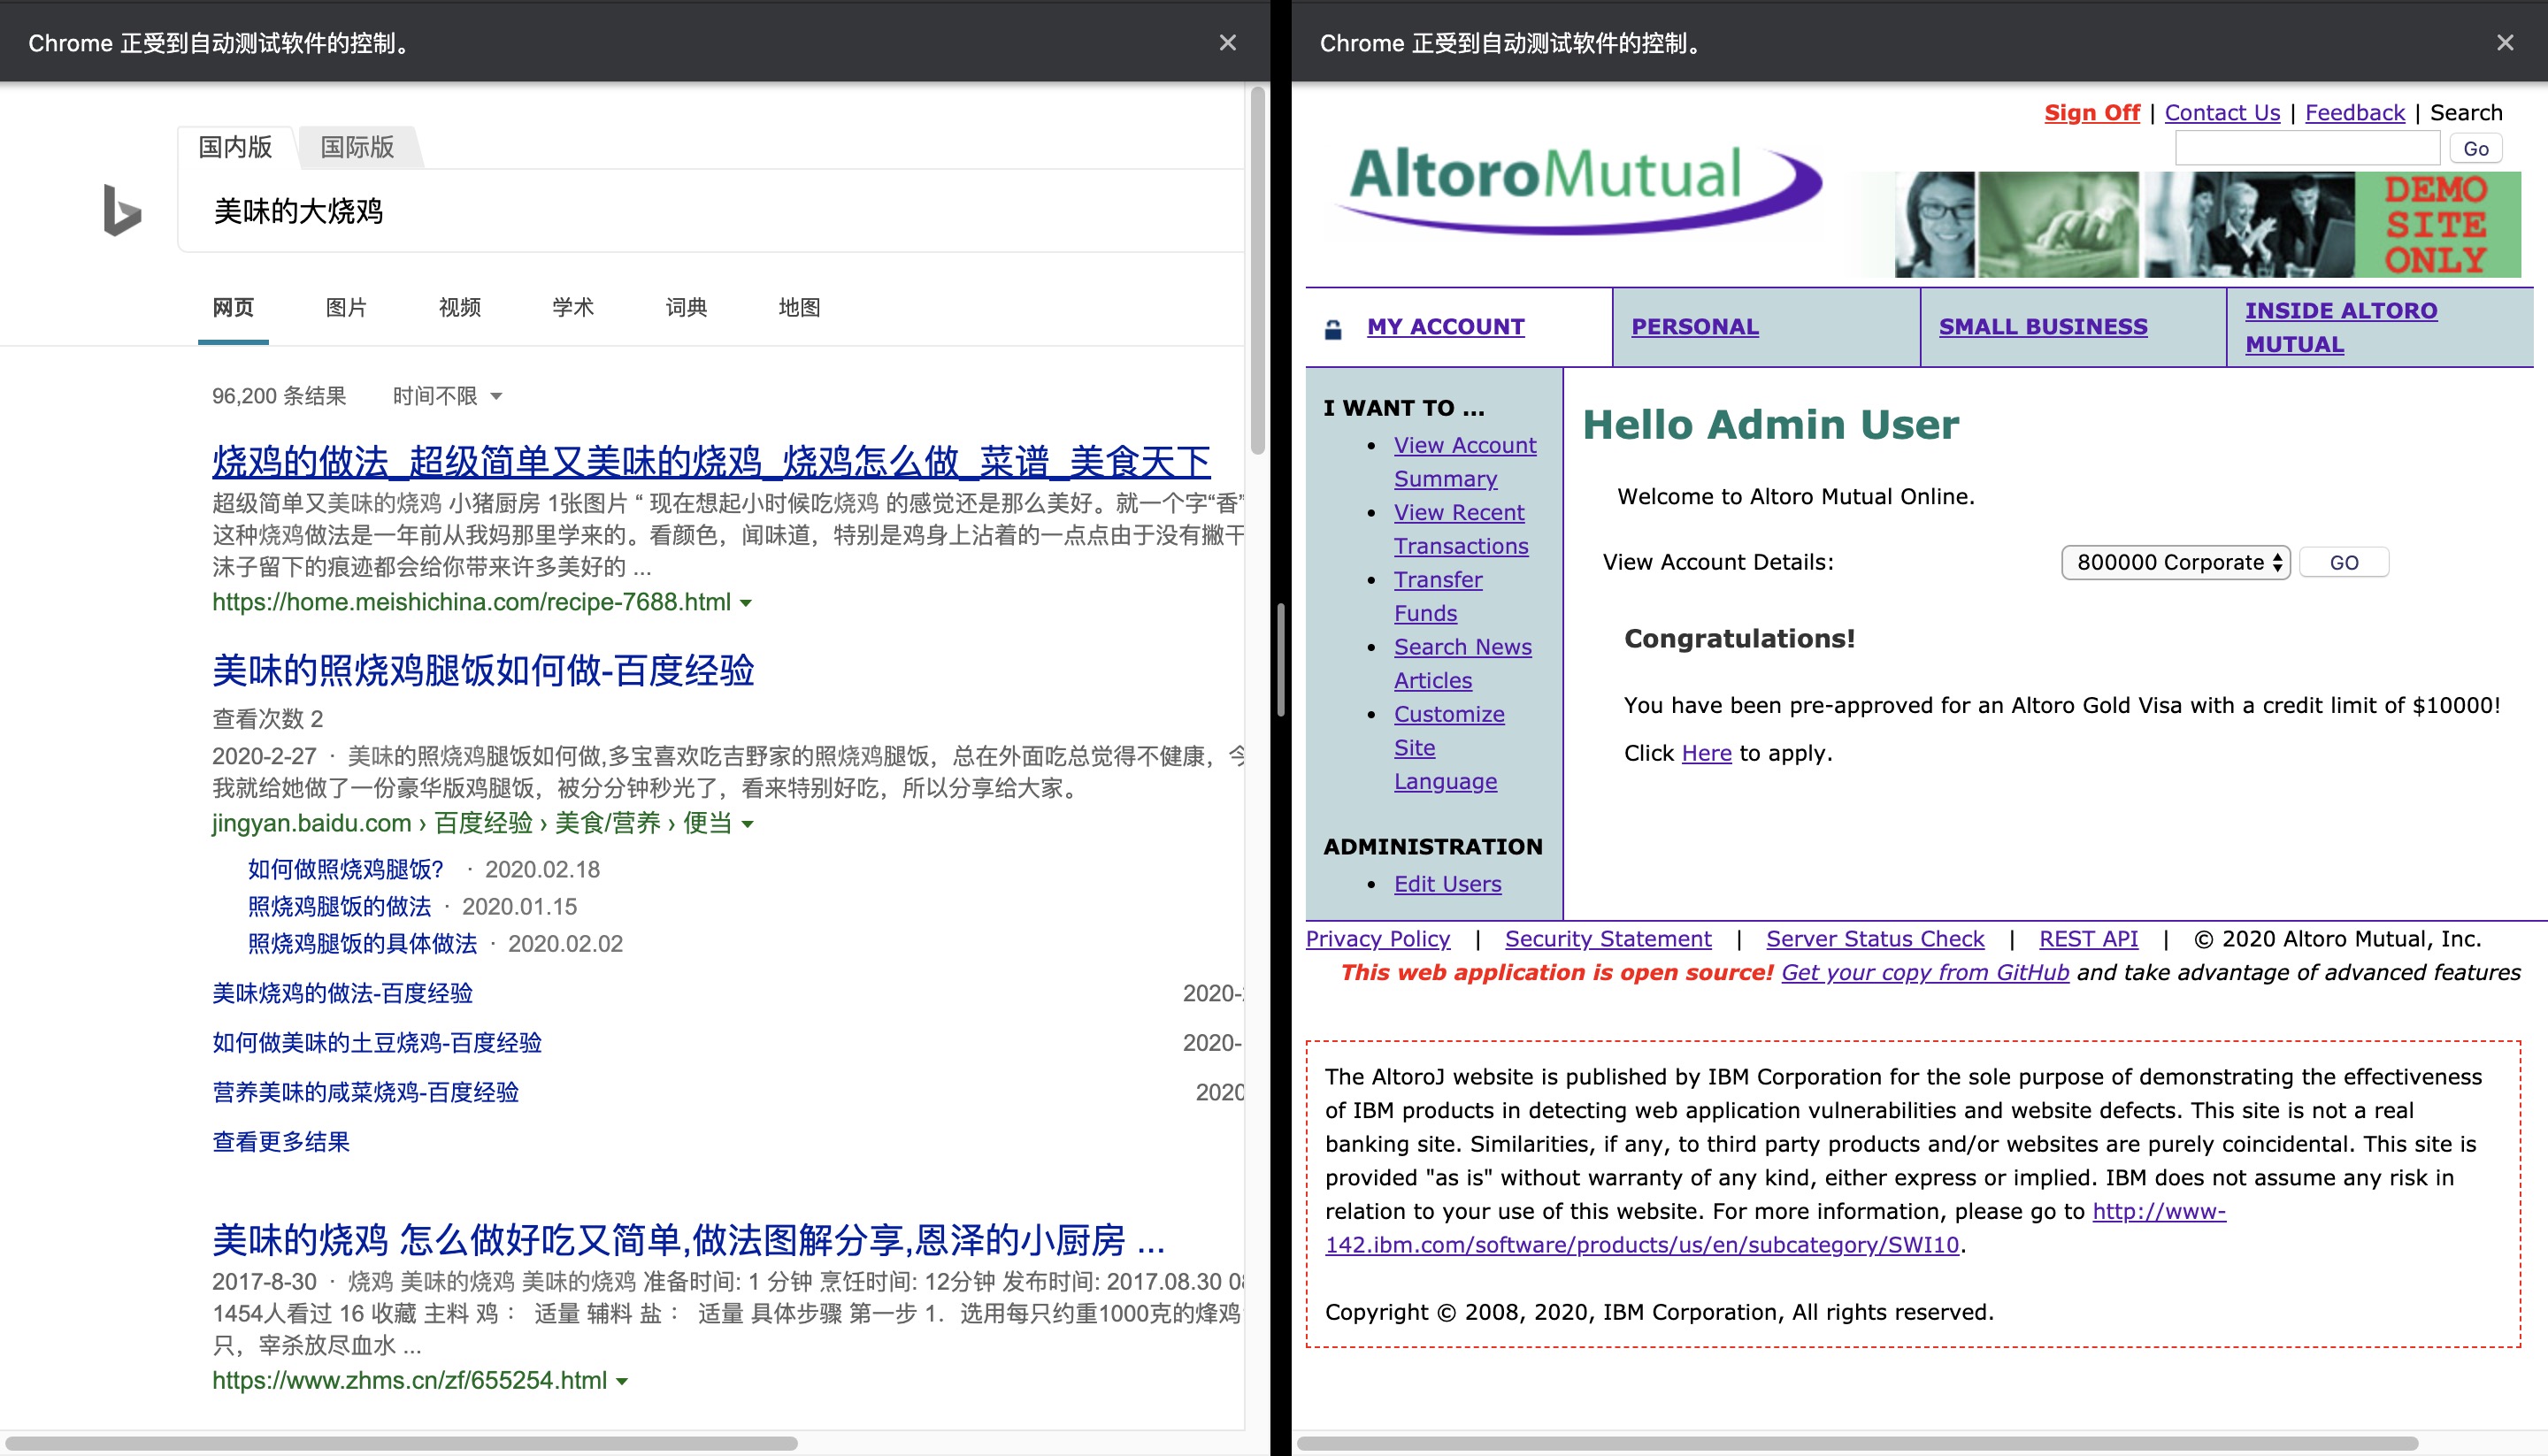 Chrome 正受到自动测试软件的控制。
国内版 国际版
美味的大烧鸡
网页 图片 视频 学术 词典 地图
96,200 条结果 时间不限
烧鸡的做法_超级简单又美味的烧鸡_烧鸡怎么做_菜谱_美食天下
超级简单又美味的烧鸡 小猪厨房 1张图片 “ 现在想起小时候吃烧鸡 的感觉还是那么美好。就一个字“香”
这种烧鸡做法是一年前从我妈那里学来的。看颜色，闻味道，特别是鸡身上沾着的一点点由于没有撇干
沫子留下的痕迹都会给你带来许多美好的 ...
https://home.meishichina.com/recipe-7688.html
美味的照烧鸡腿饭如何做-百度经验
查看次数 2
2020-2-27 · 美味的照烧鸡腿饭如何做,多宝喜欢吃吉野家的照烧鸡腿饭，总在外面吃总觉得不健康，今
我就给她做了一份豪华版鸡腿饭，被分分钟秒光了，看来特别好吃，所以分享给大家。
jingyan.baidu.com › 百度经验 › 美食/营养 › 便当
如何做照烧鸡腿饭? · 2020.02.18
照烧鸡腿饭的做法 · 2020.01.15
照烧鸡腿饭的具体做法 · 2020.02.02
美味烧鸡的做法-百度经验 2020-
如何做美味的土豆烧鸡-百度经验 2020-
营养美味的咸菜烧鸡-百度经验 2020
查看更多结果
美味的烧鸡 怎么做好吃又简单,做法图解分享,恩泽的小厨房 ...
2017-8-30 · 烧鸡 美味的烧鸡 美味的烧鸡 准备时间: 1 分钟 烹饪时间: 12分钟 发布时间: 2017.08.30 0
1454人看过 16 收藏 主料 鸡： 适量 辅料 盐： 适量 具体步骤 第一步 1. 选用每只约重1000克的烽鸡
只，宰杀放尽血水 ...
https://www.zhms.cn/zf/655254.html
Chrome 正受到自动测试软件的控制。
Sign Off | Contact Us | Feedback | Search
Go
AltoroMutual
DEMO
SITE
ONLY
MY ACCOUNT PERSONAL SMALL BUSINESS INSIDE ALTORO
MUTUAL
I WANT TO ...
View Account
Summary
View Recent
Transactions
Transfer
Funds
Search News
Articles
Customize
Site
Language
ADMINISTRATION
Edit Users
Hello Admin User
Welcome to Altoro Mutual Online.
View Account Details: 800000 Corporate GO
Congratulations!
You have been pre-approved for an Altoro Gold Visa with a credit limit of $10000!
Click Here to apply.
Privacy Policy | Security Statement | Server Status Check | REST API | © 2020 Altoro Mutual, Inc.
This web application is open source! Get your copy from GitHub and take advantage of advanced features
The AltoroJ website is published by IBM Corporation for the sole purpose of demonstrating the effectiveness
of IBM products in detecting web application vulnerabilities and website defects. This site is not a real
banking site. Similarities, if any, to third party products and/or websites are purely coincidental. This site is
provided "as is" without warranty of any kind, either express or implied. IBM does not assume any risk in
relation to your use of this website. For more information, please go to http://www-
142.ibm.com/software/products/us/en/subcategory/SWI10.
Copyright © 2008, 2020, IBM Corporation, All rights reserved.